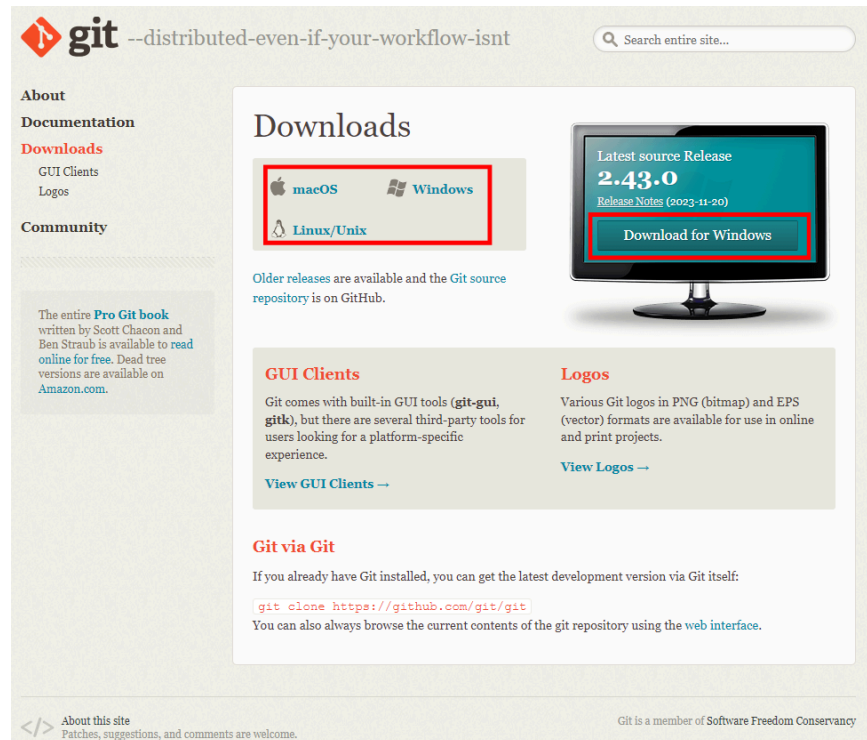 git --distributed-even-if-your-workflow-isnt
Search entire site...
About
Documentation
Downloads
GUI Clients
Logos
Community
The entire Pro Git book
written by Scott Chacon and
Ben Straub is available to read
online for free. Dead tree
versions are available on
Amazon.com.
Downloads
macOS
Windows
Linux/Unix
Older releases are available and the Git source
repository is on GitHub.
Latest source Release
2.43.0
Release Notes (2023-11-20)
Download for Windows
GUI Clients
Git comes with built-in GUI tools (git-gui,
gitk), but there are several third-party tools for
users looking for a platform-specific
experience.
View GUI Clients →
Logos
Various Git logos in PNG (bitmap) and EPS
(vector) formats are available for use in online
and print projects.
View Logos →
Git via Git
If you already have Git installed, you can get the latest development version via Git itself:
git clone https://github.com/git/git
You can also always browse the current contents of the git repository using the web interface.
</> About this site
Patches, suggestions, and comments are welcome.
Git is a member of Software Freedom Conservancy